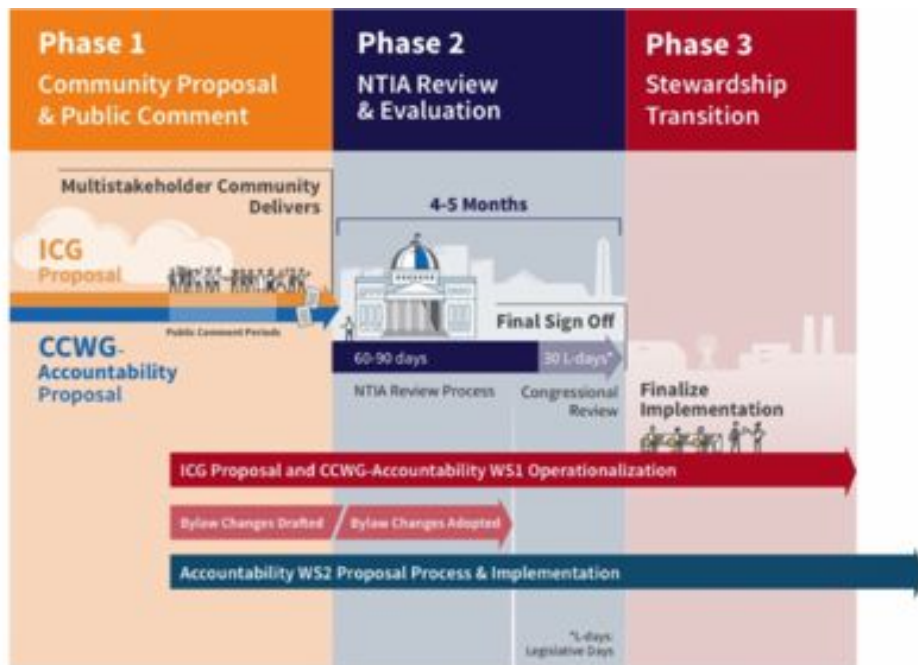 Phase 1
Community Proposal
& Public Comment
Phase 2
NTIA Review
& Evaluation
Phase 3
Stewardship
Transition
Multistakeholder Community
Delivers
ICG
Proposal
Public Comment Periods
CCWG-
Accountability
Proposal
4-5 Months
Final Sign Off
60-90 days
30 L-days*
NTIA Review Process
Congressional
Review
Finalize
Implementation
ICG Proposal and CCWG-Accountability WS1 Operationalization
Bylaw Changes Drafted
Bylaw Changes Adopted
Accountability WS2 Proposal Process & Implementation
*L-days:
Legislative Days